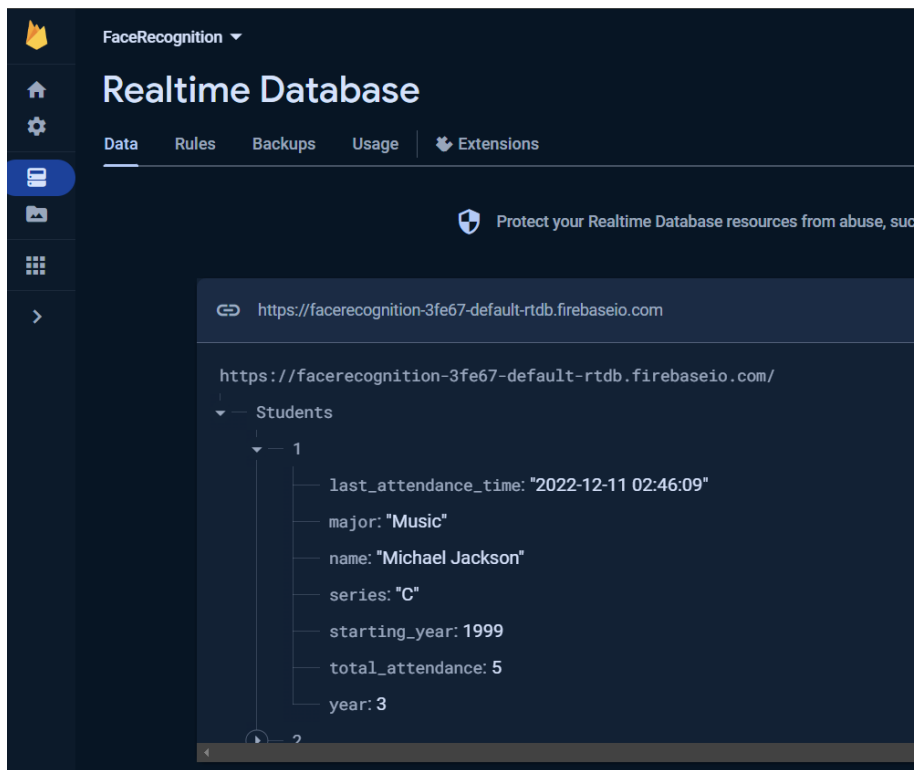 FaceRecognition
Realtime Database
Data Rules Backups Usage Extensions
Protect your Realtime Database resources from abuse,
https://facerecognition-3fe67-default-rtdb.firebaseio.com
https://facerecognition-3fe67-default-rtdb.firebaseio.com/
Students
1
last_attendance_time: "2022-12-11 02:46:09"
major: "Music"
name: "Michael Jackson"
series: "C"
starting_year: 1999
total_attendance: 5
year: 3
2